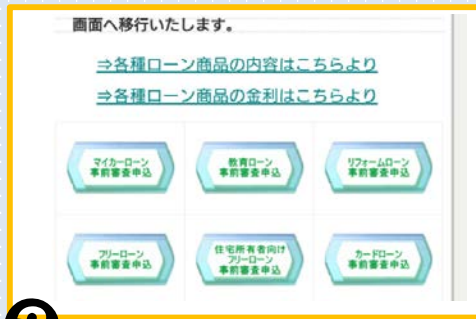 画面へ移行いたします。
⇒各種ローン商品の内容はこちらより
⇒各種ローン商品の金利はこちらより
マイカーローン
事前審査申込
教育ローン
事前審査申込
リフォームローン
事前審査申込
フリーローン
事前審査申込
住宅所有者向け
フリーローン
事前審査申込
カードローン
事前審査申込